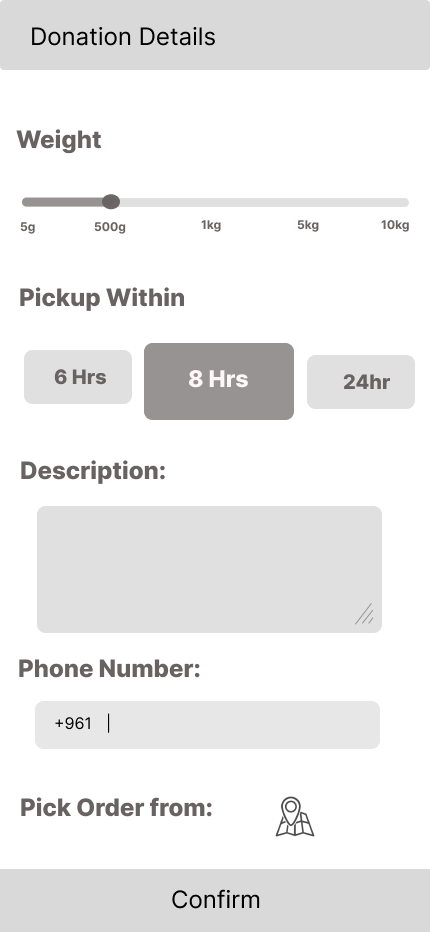 Donation Details
Weight
5g 500g 1kg 5kg 10kg
Pickup Within
6 Hrs 8 Hrs 24hr
Description:
Phone Number:
+961
Pick Order from:
Confirm